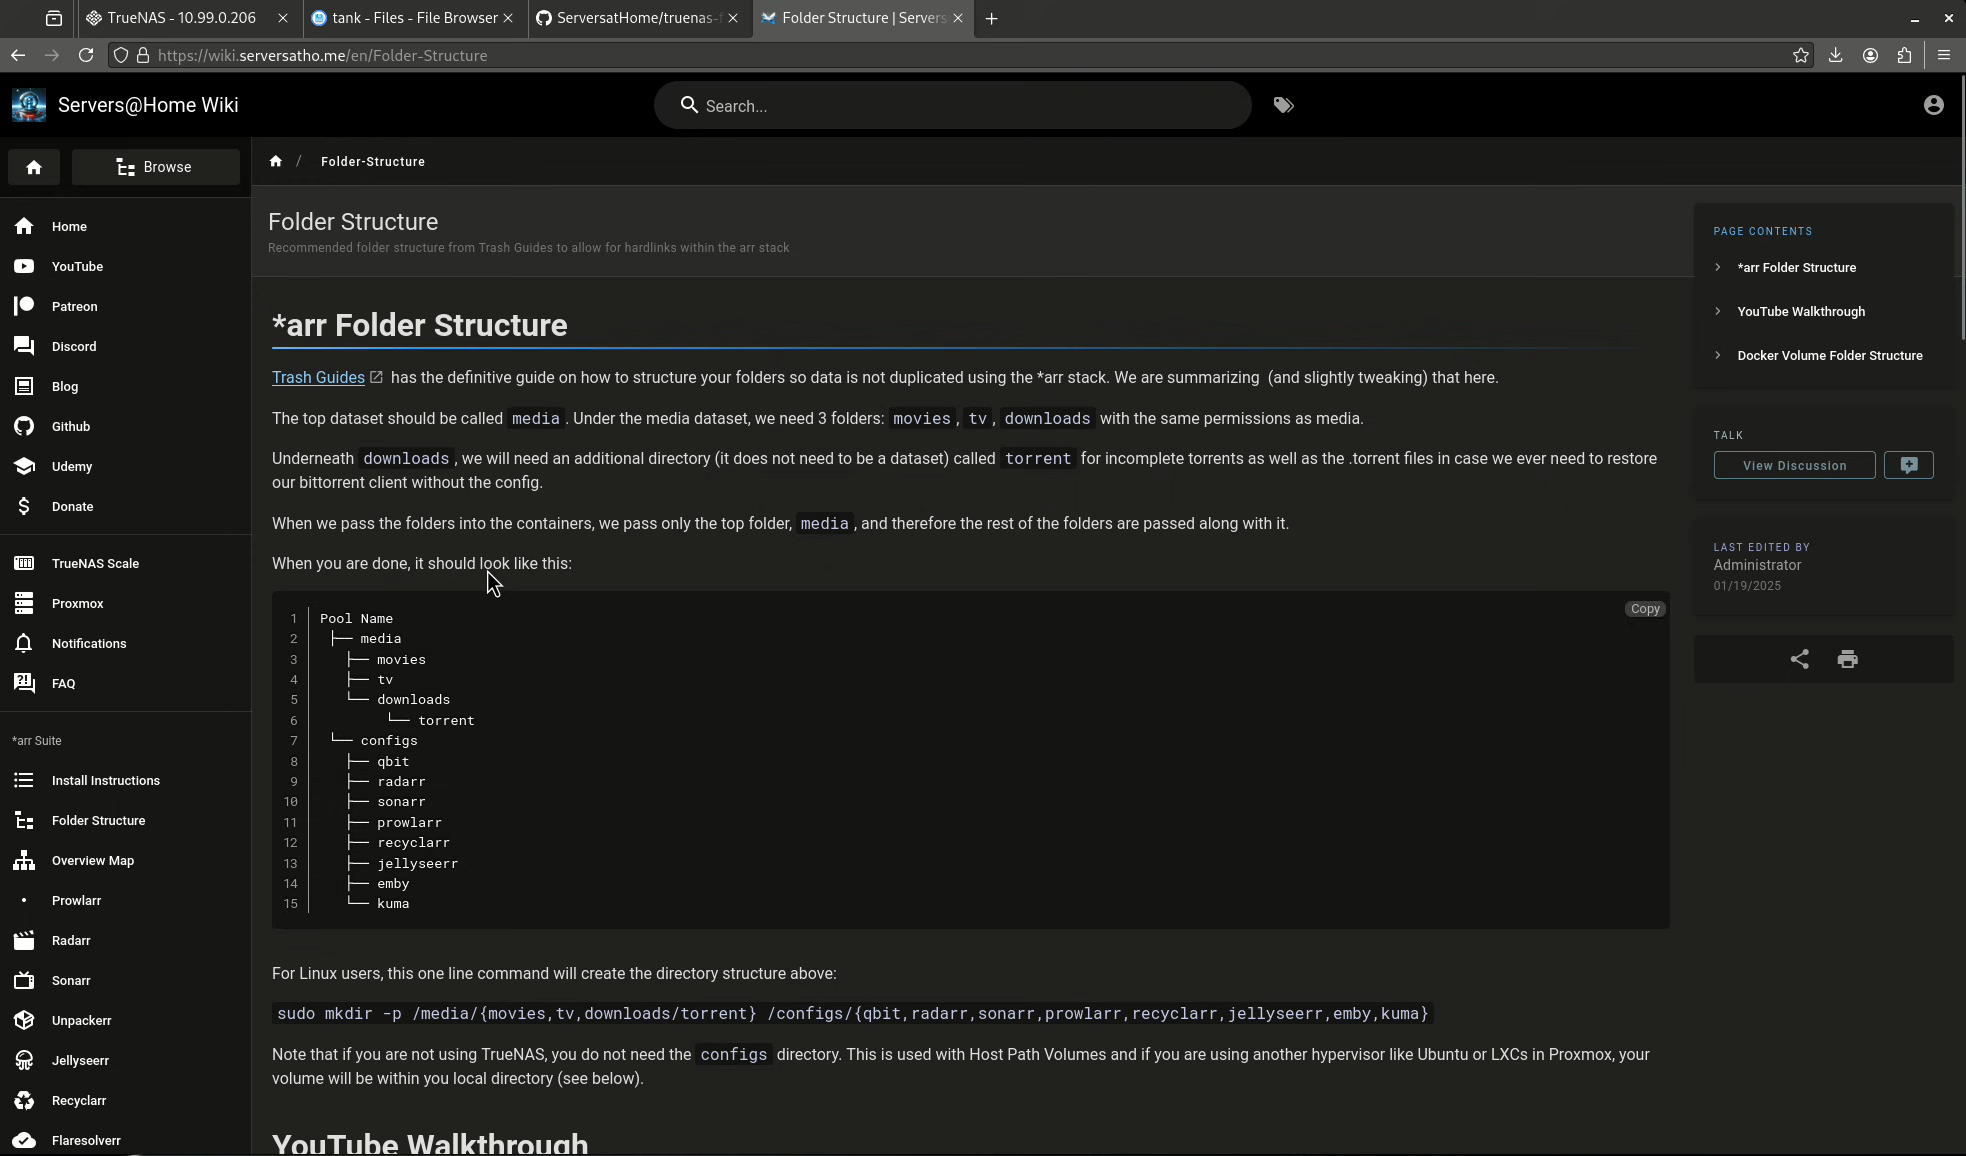 TrueNAS - 10.99.0.206
tank - Files - File Browser
ServersatHome/truenas-f
Folder Structure | Servers
https://wiki.serversatho.me/en/Folder-Structure
Servers@Home Wiki
Search...
Browse
/ Folder-Structure
Home
YouTube
Patreon
Discord
Blog
Github
Udemy
Donate
TrueNAS Scale
Proxmox
Notifications
FAQ
*arr Suite
Install Instructions
Folder Structure
Overview Map
Prowlarr
Radarr
Sonarr
Unpackerr
Jellyseerr
Recyclarr
Flaresolverr
Folder Structure
Recommended folder structure from Trash Guides to allow for hardlinks within the arr stack
*arr Folder Structure
Trash Guides has the definitive guide on how to structure your folders so data is not duplicated using the *arr stack. We are summarizing (and slightly tweaking) that here.
The top dataset should be called media. Under the media dataset, we need 3 folders: movies, tv, downloads with the same permissions as media.
Underneath downloads, we will need an additional directory (it does not need to be a dataset) called torrent for incomplete torrents as well as the .torrent files in case we ever need to restore
our bittorrent client without the config.
When we pass the folders into the containers, we pass only the top folder, media, and therefore the rest of the folders are passed along with it.
When you are done, it should look like this:
Copy
1 Pool Name
2 ├── media
3 ├── movies
4 ├── tv
5 └── downloads
6 └── torrent
7 └── configs
8 ├── qbit
9 ├── radarr
10 ├── sonarr
11 ├── prowlarr
12 ├── recyclarr
13 ├── jellyseerr
14 ├── emby
15 └── kuma
For Linux users, this one line command will create the directory structure above:
sudo mkdir -p /media/{movies,tv,downloads/torrent} /configs/{qbit,radarr,sonarr,prowlarr,recyclarr,jellyseerr,emby,kuma}
Note that if you are not using TrueNAS, you do not need the configs directory. This is used with Host Path Volumes and if you are using another hypervisor like Ubuntu or LXCs in Proxmox, your
volume will be within you local directory (see below).
YouTube Walkthrough
PAGE CONTENTS
*arr Folder Structure
YouTube Walkthrough
Docker Volume Folder Structure
TALK
View Discussion
LAST EDITED BY
Administrator
01/19/2025